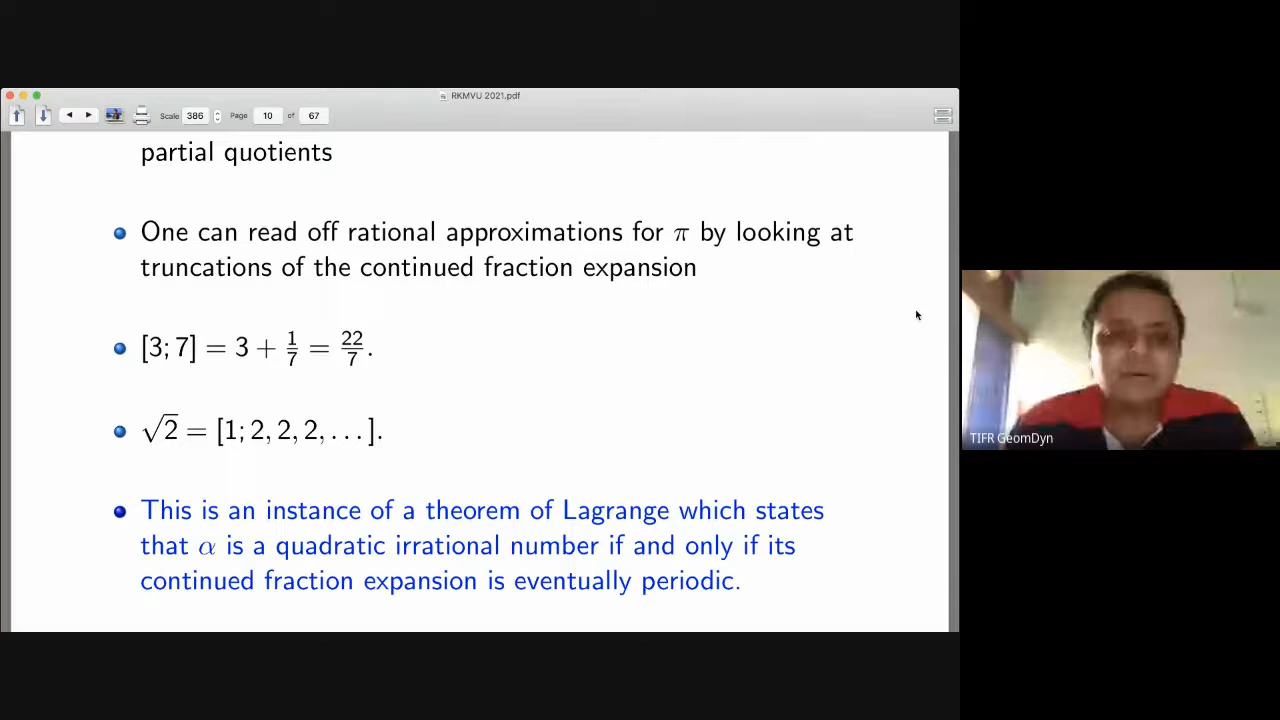 RKMVU 2021.pdf
Scale 386 Page 10 of 67
partial quotients
One can read off rational approximations for π by looking at
truncations of the continued fraction expansion
[3; 7] = 3 + 1/7 = 22/7.
√2 = [1; 2, 2, 2, . . . ].
This is an instance of a theorem of Lagrange which states
that α is a quadratic irrational number if and only if its
continued fraction expansion is eventually periodic.
TIFR GeomDyn